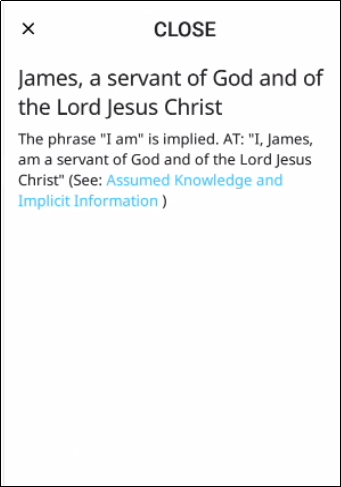 × CLOSE
James, a servant of God and of
the Lord Jesus Christ
The phrase "I am" is implied. AT: "I, James,
am a servant of God and of the Lord Jesus
Christ" (See: Assumed Knowledge and
Implicit Information )